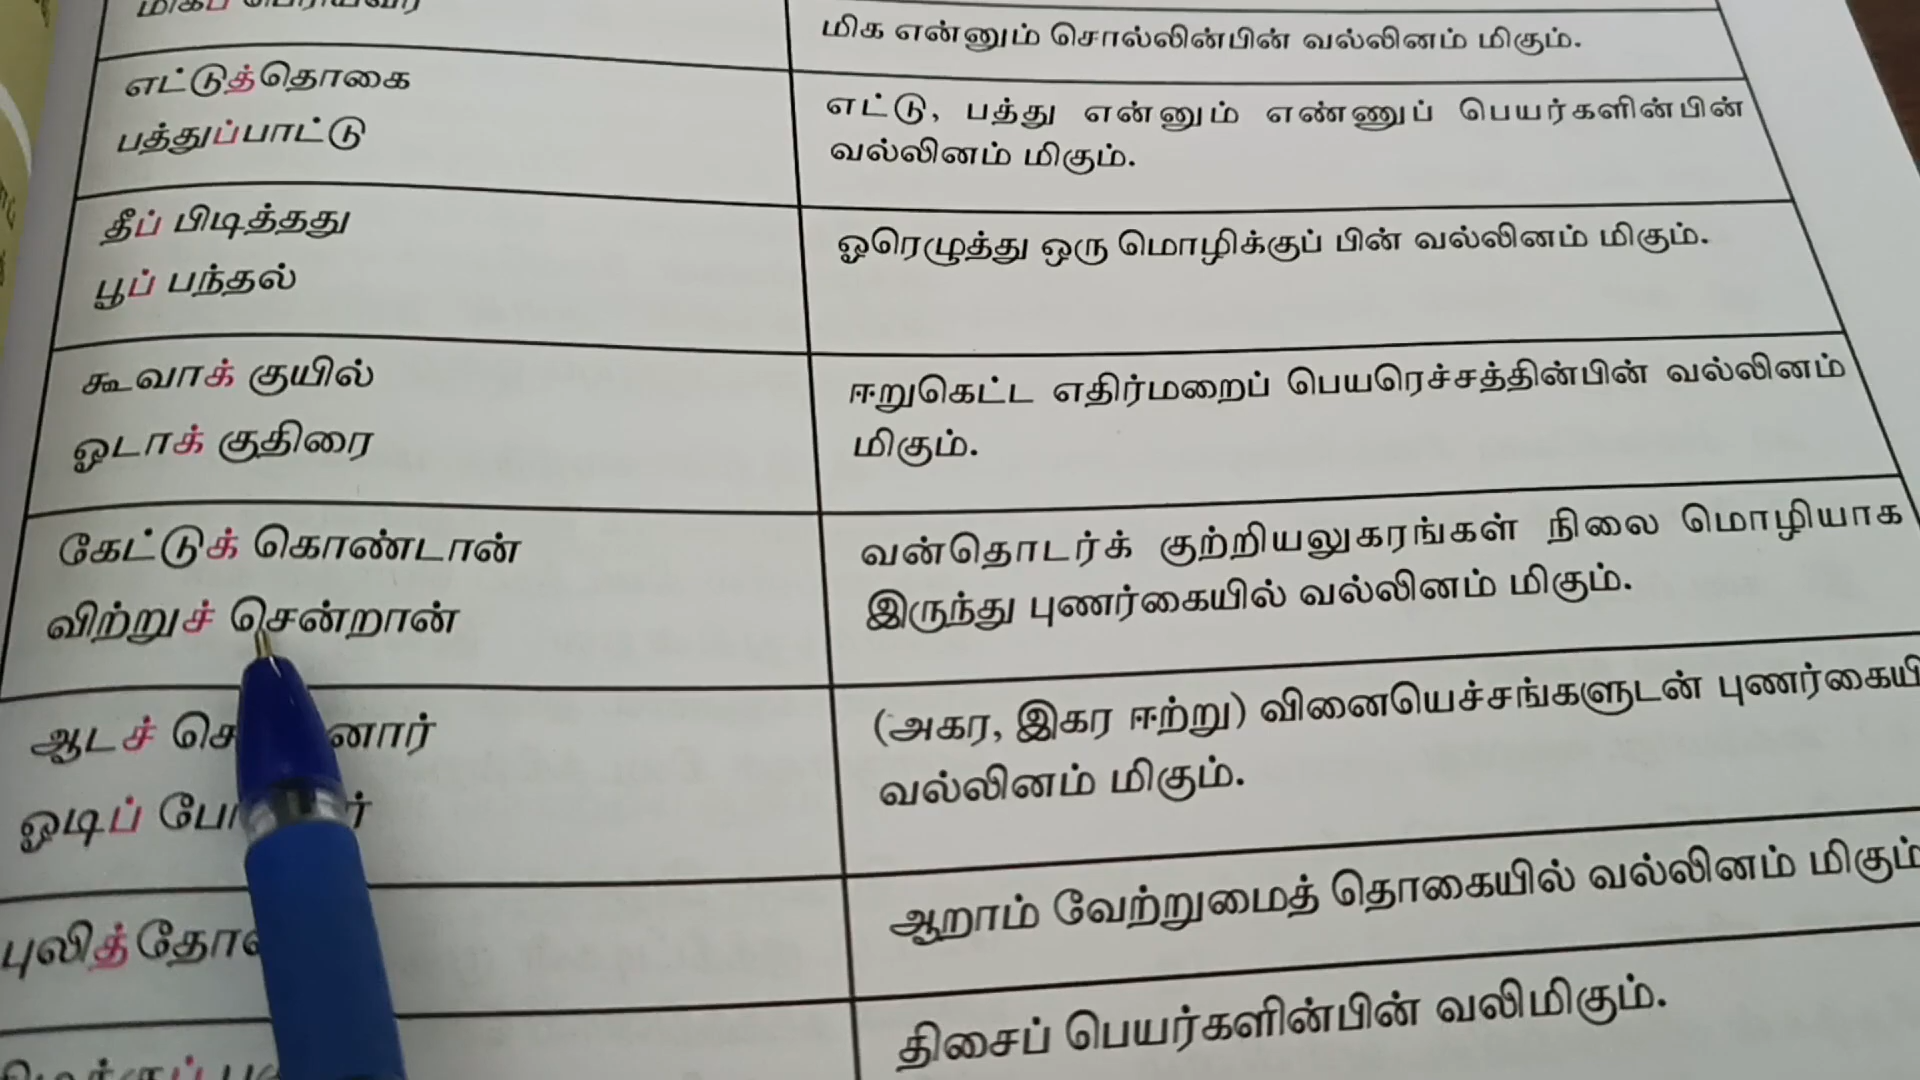 மிக என்னும் சொல்லின்பின் வல்லினம் மிகும்.
எட்டுத்தொகை
பத்துப்பாட்டு
எட்டு, பத்து என்னும் எண்ணுப் பெயர்களின்பின்
வல்லினம் மிகும்.
தீப் பிடித்தது
பூப் பந்தல்
ஓரெழுத்து ஒரு மொழிக்குப் பின் வல்லினம் மிகும்.
கூவாக் குயில்
ஓடாக் குதிரை
ஈறுகெட்ட எதிர்மறைப் பெயரெச்சத்தின்பின் வல்லினம்
மிகும்.
கேட்டுக் கொண்டான்
விற்றுச் சென்றான்
வன்தொடர்க் குற்றியலுகரங்கள் நிலை மொழியாக
இருந்து புணர்கையில் வல்லினம் மிகும்.
ஆடச்
ஓடிப்
(அகர, இகர ஈற்று) வினையெச்சங்களுடன்
வல்லினம் மிகும்.
ஆறாம் வேற்றுமைத் தொகையில் வல்லினம் மிகும்
திசைப் பெயர்களின்பின் வலிமிகும்.